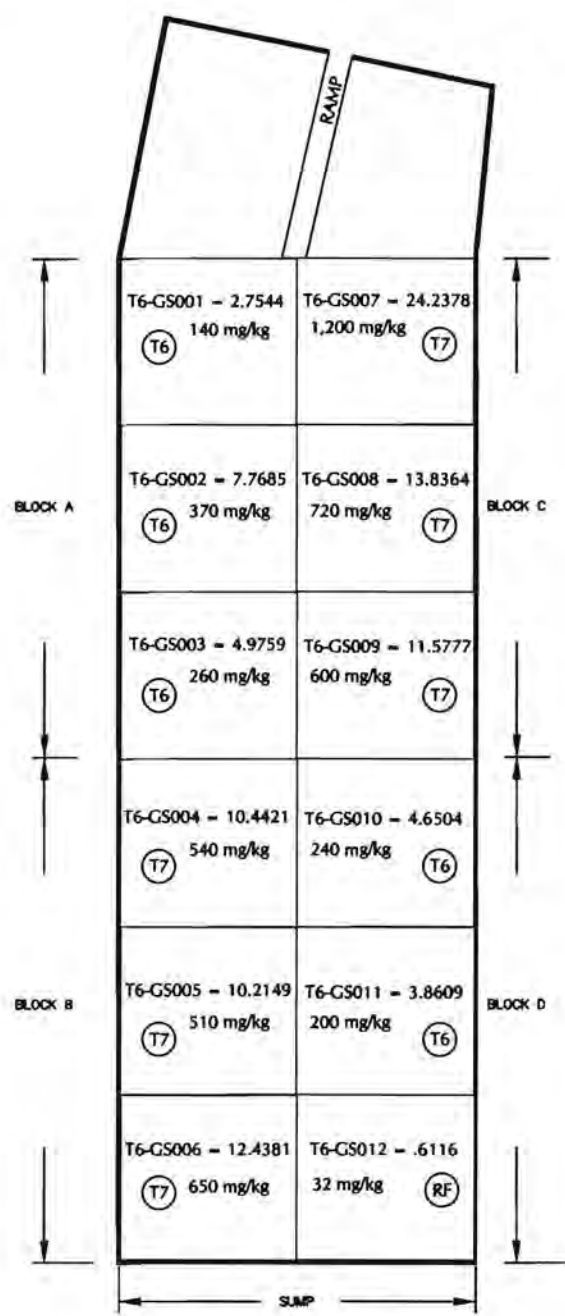 RAMP
T6-GS001 - 2.7544
140 mg/kg
T6
T6-GS007 - 24.2378
1,200 mg/kg
T7
T6-GS002 - 7.7685
370 mg/kg
T6
T6-GS008 - 13.8364
720 mg/kg
T7
BLOCK A
BLOCK C
T6-GS003 - 4.9759
260 mg/kg
T6
T6-GS009 - 11.5777
600 mg/kg
T7
T6-GS004 - 10.4421
540 mg/kg
T7
T6-GS010 - 4.6504
240 mg/kg
T6
T6-GS005 - 10.2149
510 mg/kg
T7
T6-GS011 - 3.8609
200 mg/kg
T6
BLOCK B
BLOCK D
T6-GS006 - 12.4381
650 mg/kg
T7
T6-GS012 - .6116
32 mg/kg
RF
SUMP